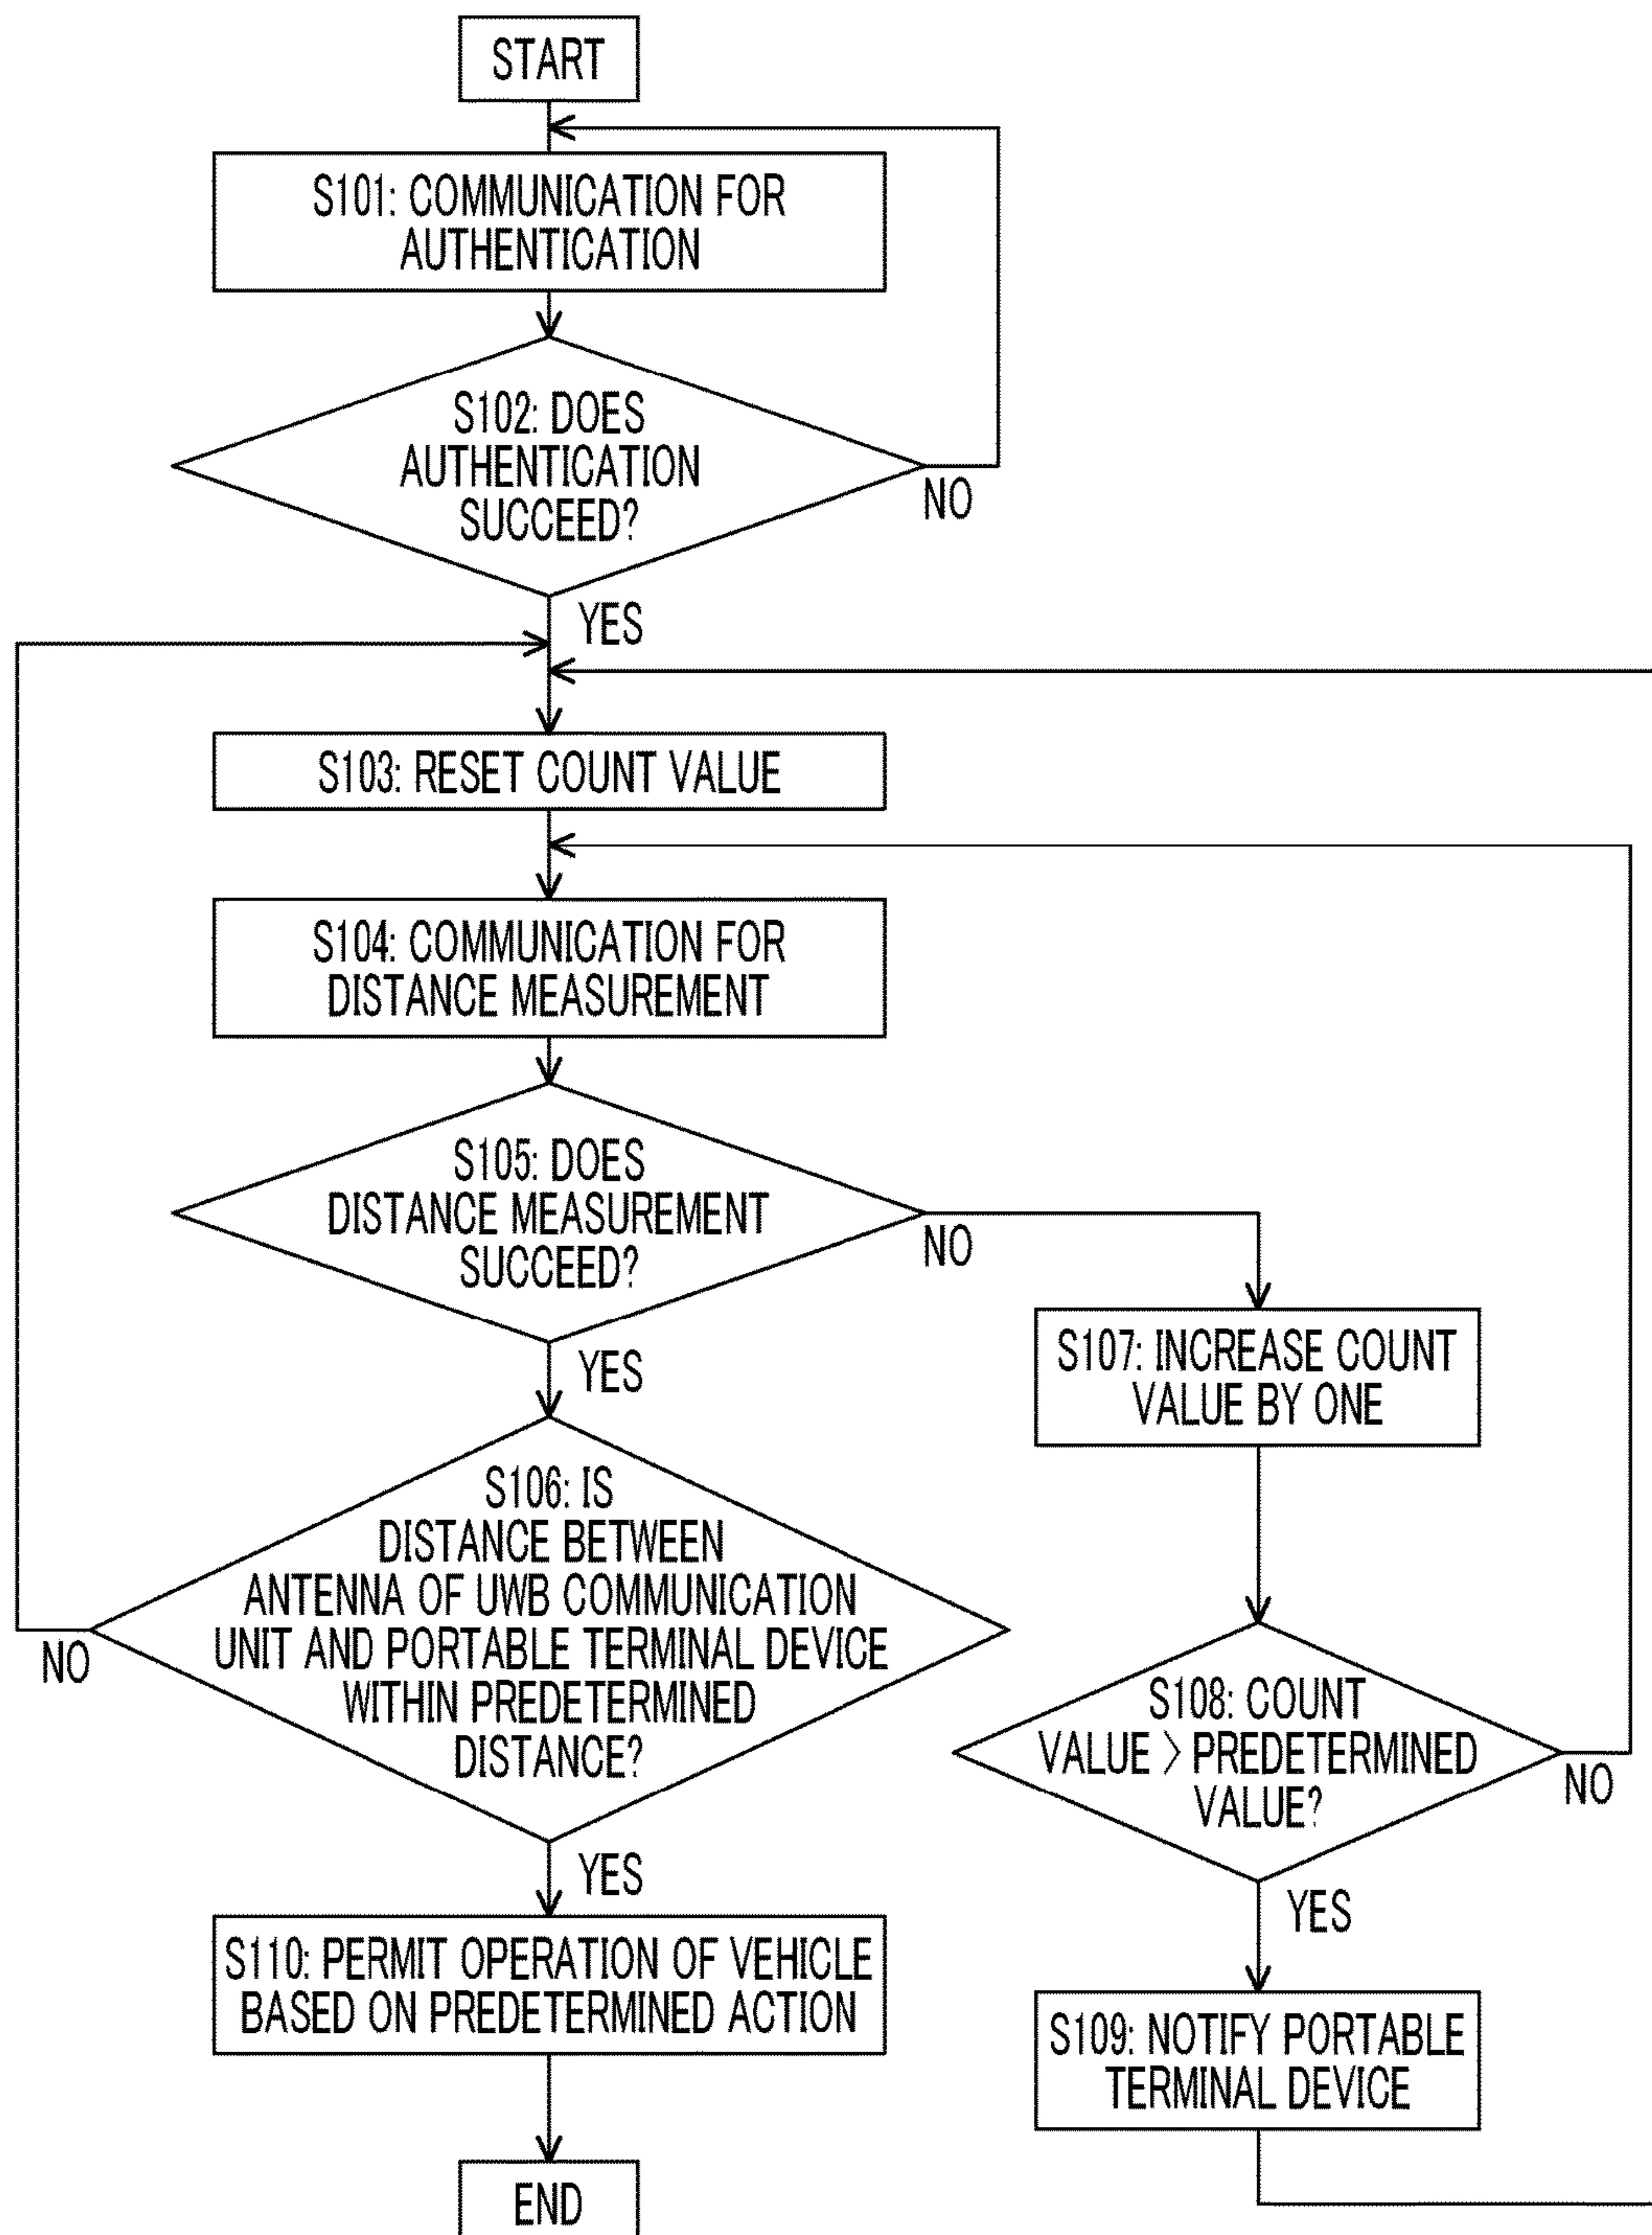 START
S101: COMMUNICATION FOR
AUTHENTICATION
S102: DOES
AUTHENTICATION
SUCCEED?
NO
YES
S103: RESET COUNT VALUE
S104: COMMUNICATION FOR
DISTANCE MEASUREMENT
S105: DOES
DISTANCE MEASUREMENT
SUCCEED?
NO
YES
S107: INCREASE COUNT
VALUE BY ONE
S106: IS
DISTANCE BETWEEN
ANTENNA OF UWB COMMUNICATION
UNIT AND PORTABLE TERMINAL DEVICE
WITHIN PREDETERMINED
DISTANCE?
NO
YES
S108: COUNT
VALUE > PREDETERMINED
VALUE?
NO
YES
S110: PERMIT OPERATION OF VEHICLE
BASED ON PREDETERMINED ACTION
S109: NOTIFY PORTABLE
TERMINAL DEVICE
END